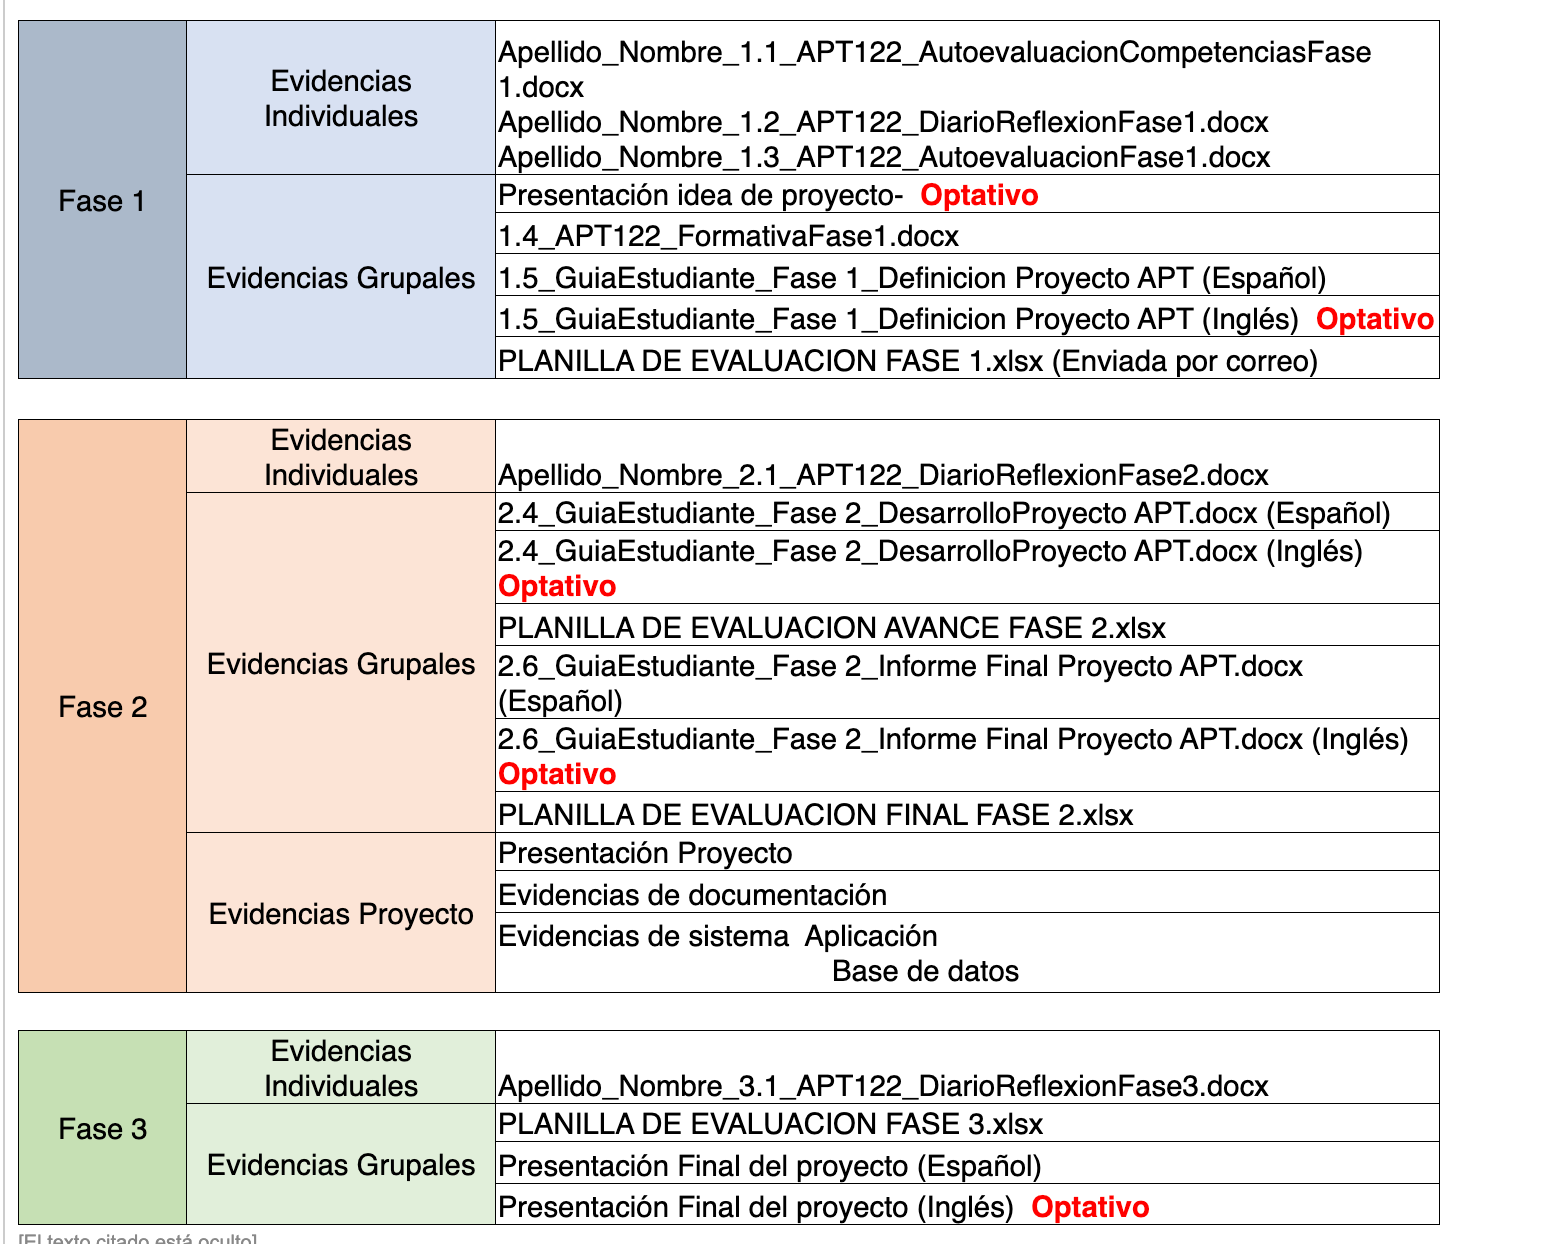 Fase 1
Evidencias
Individuales
Apellido_Nombre_1.1_APT122_AutoevaluacionCompetenciasFase
1.docx
Apellido_Nombre_1.2_APT122_DiarioReflexionFase1.docx
Apellido_Nombre_1.3_APT122_AutoevaluacionFase1.docx
Evidencias Grupales
Presentación idea de proyecto- Optativo
1.4_APT122_FormativaFase1.docx
1.5_GuiaEstudiante_Fase 1_Definicion Proyecto APT (Español)
1.5_GuiaEstudiante_Fase 1_Definicion Proyecto APT (Inglés) Optativo
PLANILLA DE EVALUACION FASE 1.xlsx (Enviada por correo)
Fase 2
Evidencias
Individuales
Apellido_Nombre_2.1_APT122_DiarioReflexionFase2.docx
Evidencias Grupales
2.4_GuiaEstudiante_Fase 2_DesarrolloProyecto APT.docx (Español)
2.4_GuiaEstudiante_Fase 2_DesarrolloProyecto APT.docx (Inglés)
Optativo
PLANILLA DE EVALUACION AVANCE FASE 2.xlsx
2.6_GuiaEstudiante_Fase 2_Informe Final Proyecto APT.docx
(Español)
2.6_GuiaEstudiante_Fase 2_Informe Final Proyecto APT.docx (Inglés)
Optativo
PLANILLA DE EVALUACION FINAL FASE 2.xlsx
Evidencias Proyecto
Presentación Proyecto
Evidencias de documentación
Evidencias de sistema Aplicación
Base de datos
Fase 3
Evidencias
Individuales
Apellido_Nombre_3.1_APT122_DiarioReflexionFase3.docx
Evidencias Grupales
PLANILLA DE EVALUACION FASE 3.xlsx
Presentación Final del proyecto (Español)
Presentación Final del proyecto (Inglés) Optativo
[El texto citado está oculto]